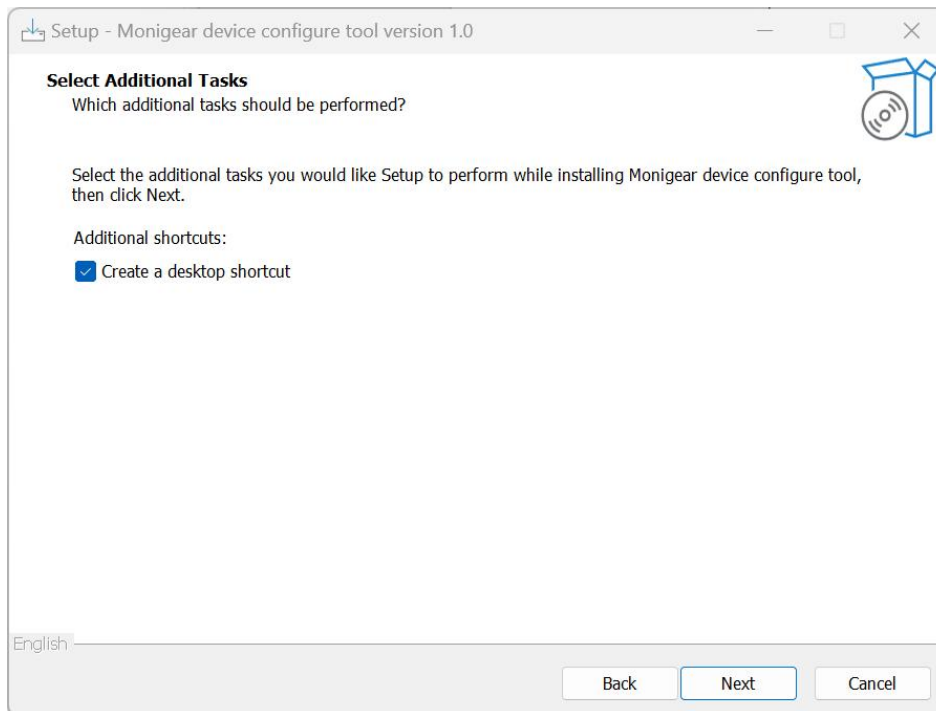 Setup - Monigear device configure tool version 1.0
Select Additional Tasks
Which additional tasks should be performed?
Select the additional tasks you would like Setup to perform while installing Monigear device configure tool,
then click Next.
Additional shortcuts:
Create a desktop shortcut
English
Back
Next
Cancel